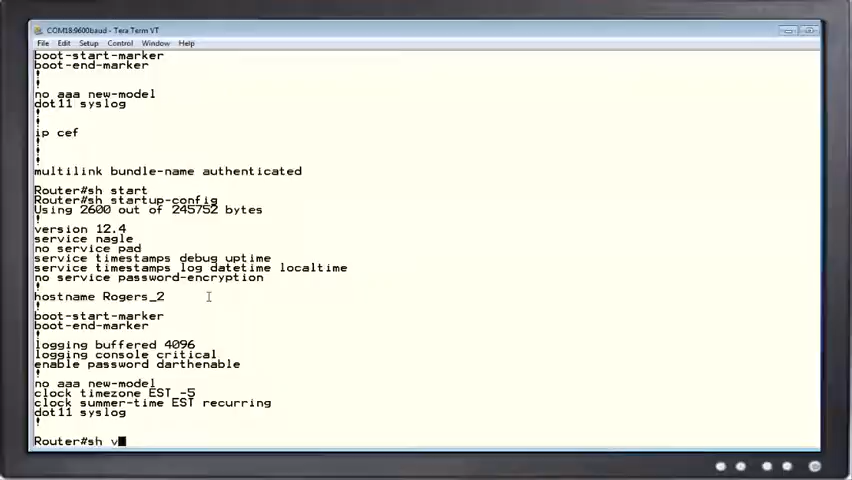 COM18:9600baud - Tera Term VT
File Edit Setup Control Window Help
boot-start-marker
boot-end-marker
!
!
no aaa new-model
dot11 syslog
!
!
ip cef
!
!
!
multilink bundle-name authenticated
Router#sh start
Router#sh startup-config
Using 2600 out of 245752 bytes
!
version 12.4
service nagle
no service pad
service timestamps debug uptime
service timestamps log datetime localtime
no service password-encryption
!
hostname Rogers_2
!
boot-start-marker
boot-end-marker
!
logging buffered 4096
logging console critical
enable password darthenable
!
no aaa new-model
clock timezone EST -5
clock summer-time EST recurring
dot11 syslog
!
Router#sh v